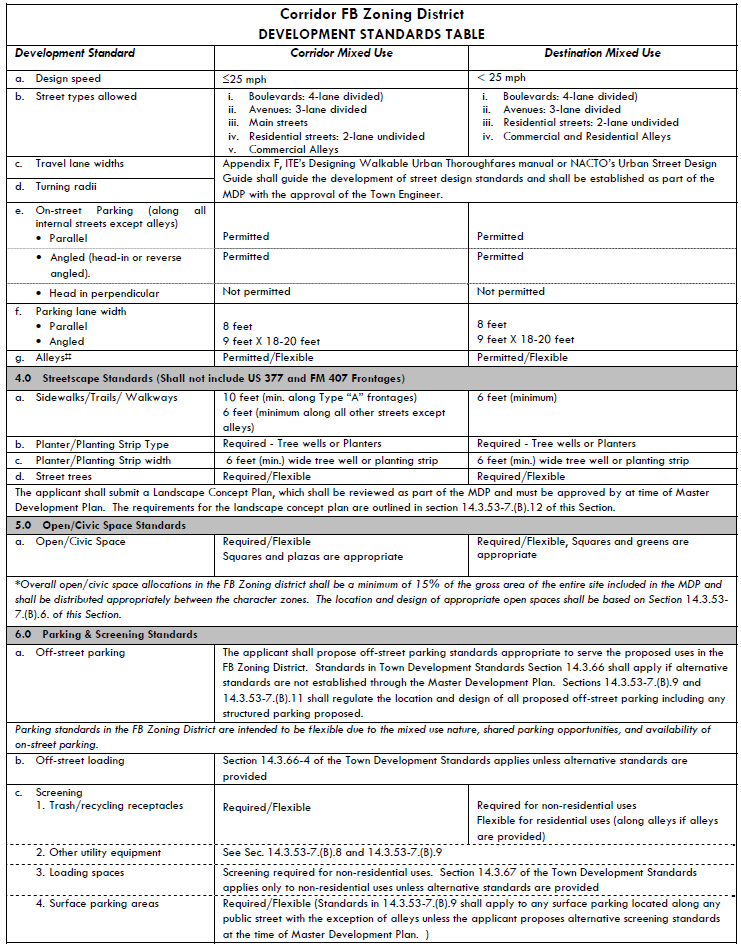 Corridor FB Zoning District
DEVELOPMENT STANDARDS TABLE
Development Standard
Corridor Mixed Use
Destination Mixed Use
a. Design speed
≤25 mph
< 25 mph
b. Street types allowed
i. Boulevards: 4-lane divided)
ii. Avenues: 3-lane divided
iii. Main streets
iv. Residential streets: 2-lane undivided
v. Commercial Alleys
i. Boulevards: 4-lane divided)
ii. Avenues: 3-lane divided
iii. Residential streets: 2-lane undivided
iv. Commercial and Residential Alleys
c. Travel lane widths
d. Turning radii
Appendix F, ITE's Designing Walkable Urban Thoroughfares manual or NACTO's Urban Street Design
Guide shall guide the development of street design standards and shall be established as part of the
MDP with the approval of the Town Engineer.
e. On-street Parking (along all
internal streets except alleys)
• Parallel
Permitted
Permitted
• Angled (head-in or reverse
angled).
Permitted
Permitted
• Head in perpendicular
Not permitted
Not permitted
f. Parking lane width
• Parallel
• Angled
8 feet
9 feet X 18-20 feet
8 feet
9 feet X 18-20 feet
g. Alleys‡‡
Permitted/Flexible
Permitted/Flexible
4.0 Streetscape Standards (Shall not include US 377 and FM 407 Frontages)
a. Sidewalks/Trails/ Walkways
10 feet (min. along Type "A" frontages)
6 feet (minimum along all other streets except
alleys)
6 feet (minimum)
b. Planter/Planting Strip Type
Required - Tree wells or Planters
Required - Tree wells or Planters
c. Planter/Planting Strip width
6 feet (min.) wide tree well or planting strip
6 feet (min.) wide tree well or planting strip
d. Street trees
Required/Flexible
Required/Flexible
The applicant shall submit a Landscape Concept Plan, which shall be reviewed as part of the MDP and must be approved by at time of Master
Development Plan. The requirements for the landscape concept plan are outlined in section 14.3.53-7.(B).12 of this Section.
5.0 Open/Civic Space Standards
a. Open/Civic Space
Required/Flexible
Squares and plazas are appropriate
Required/Flexible, Squares and greens are
appropriate
*Overall open/civic space allocations in the FB Zoning district shall be a minimum of 15% of the gross area of the entire site included in the MDP and
shall be distributed appropriately between the character zones. The location and design of appropriate open spaces shall be based on Section 14.3.53-
7.(B).6. of this Section.
6.0 Parking & Screening Standards
a. Off-street parking
The applicant shall propose off-street parking standards appropriate to serve the proposed uses in the
FB Zoning District. Standards in Town Development Standards Section 14.3.66 shall apply if alternative
standards are not established through the Master Development Plan. Sections 14.3.53-7.(B).9 and
14.3.53-7.(B).11 shall regulate the location and design of all proposed off-street parking including any
structured parking proposed.
Parking standards in the FB Zoning District are intended to be flexible due to the mixed use nature, shared parking opportunities, and availability of
on-street parking.
b. Off-street loading
Section 14.3.66-4 of the Town Development Standards applies unless alternative standards are
provided
c. Screening
1. Trash/recycling receptacles
Required/Flexible
Required for non-residential uses
Flexible for residential uses (along alleys if alleys
are provided)
2. Other utility equipment
See Sec. 14.3.53-7.(B).8 and 14.3.53-7.(B).9
3. Loading spaces
Screening required for non-residential uses. Section 14.3.67 of the Town Development Standards
applies only to non-residential uses unless alternative standards are provided
4. Surface parking areas
Required/Flexible (Standards in 14.3.53-7.(B).9 shall apply to any surface parking located along any
public street with the exception of alleys unless the applicant proposes alternative screening standards
at the time of Master Development Plan. )